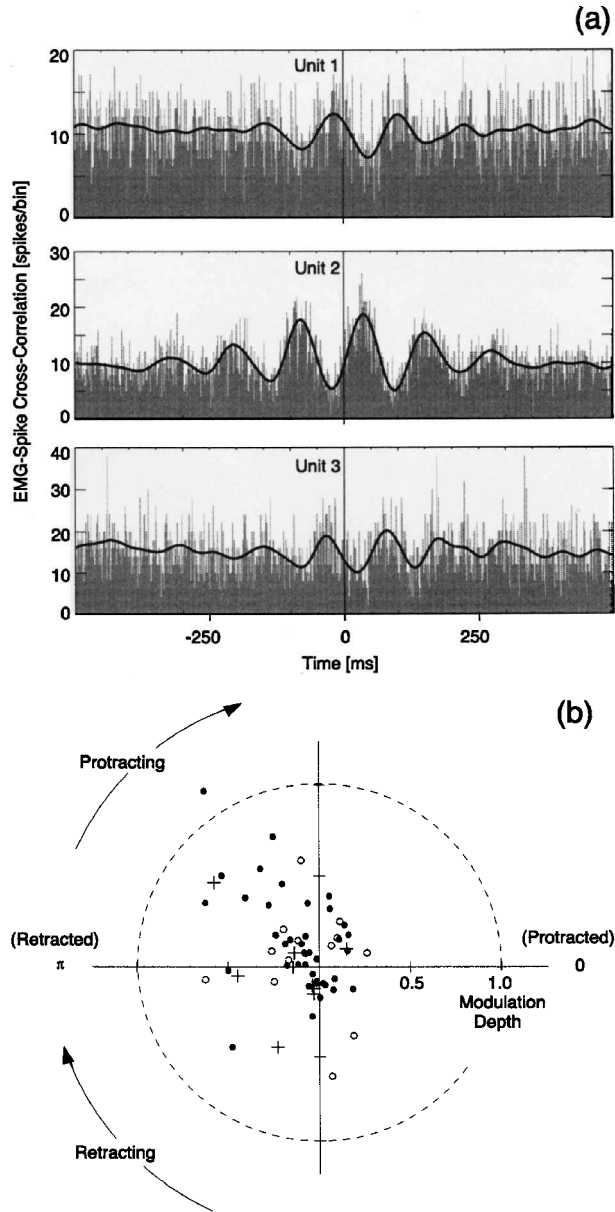 (a)
EMG-Spike Cross-Correlation [spikes/bin]
20
10
0
Unit 1
30
20
10
0
Unit 2
40
30
20
10
0
Unit 3
-250 0 250
Time [ms]
(b)
Protracting
(Retracted)
π
(Protracted)
0
0.5 1.0
Modulation
Depth
Retracting